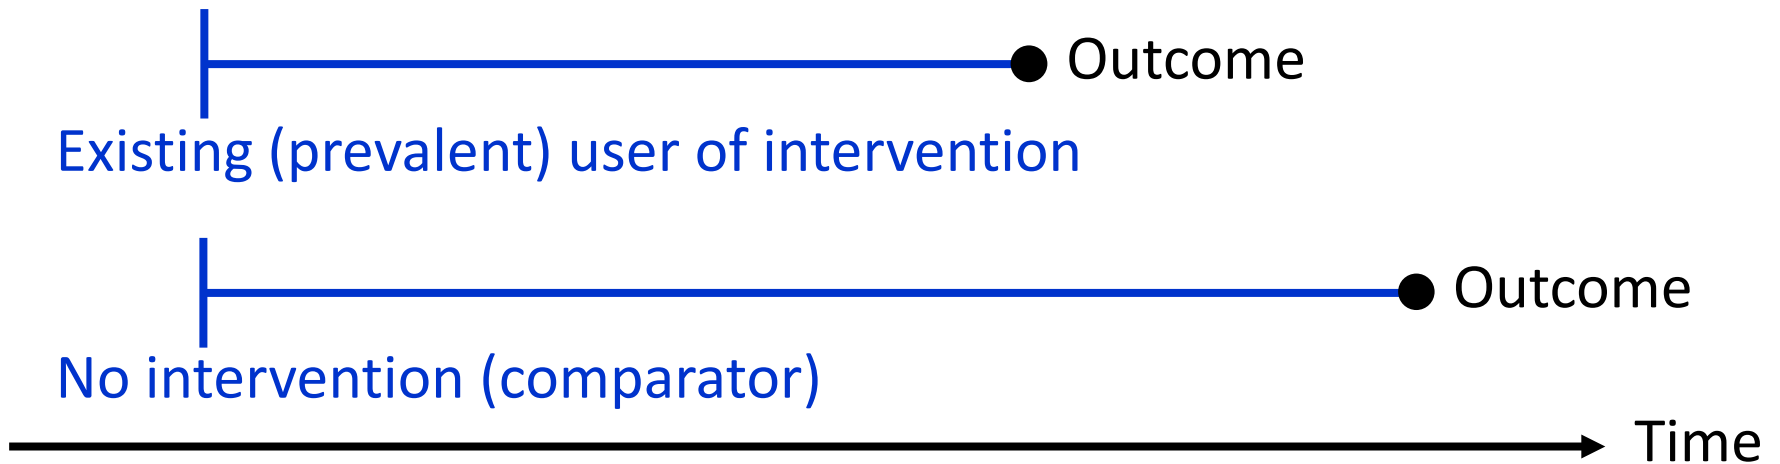 Outcome
Existing (prevalent) user of intervention
Outcome
No intervention (comparator)
Time